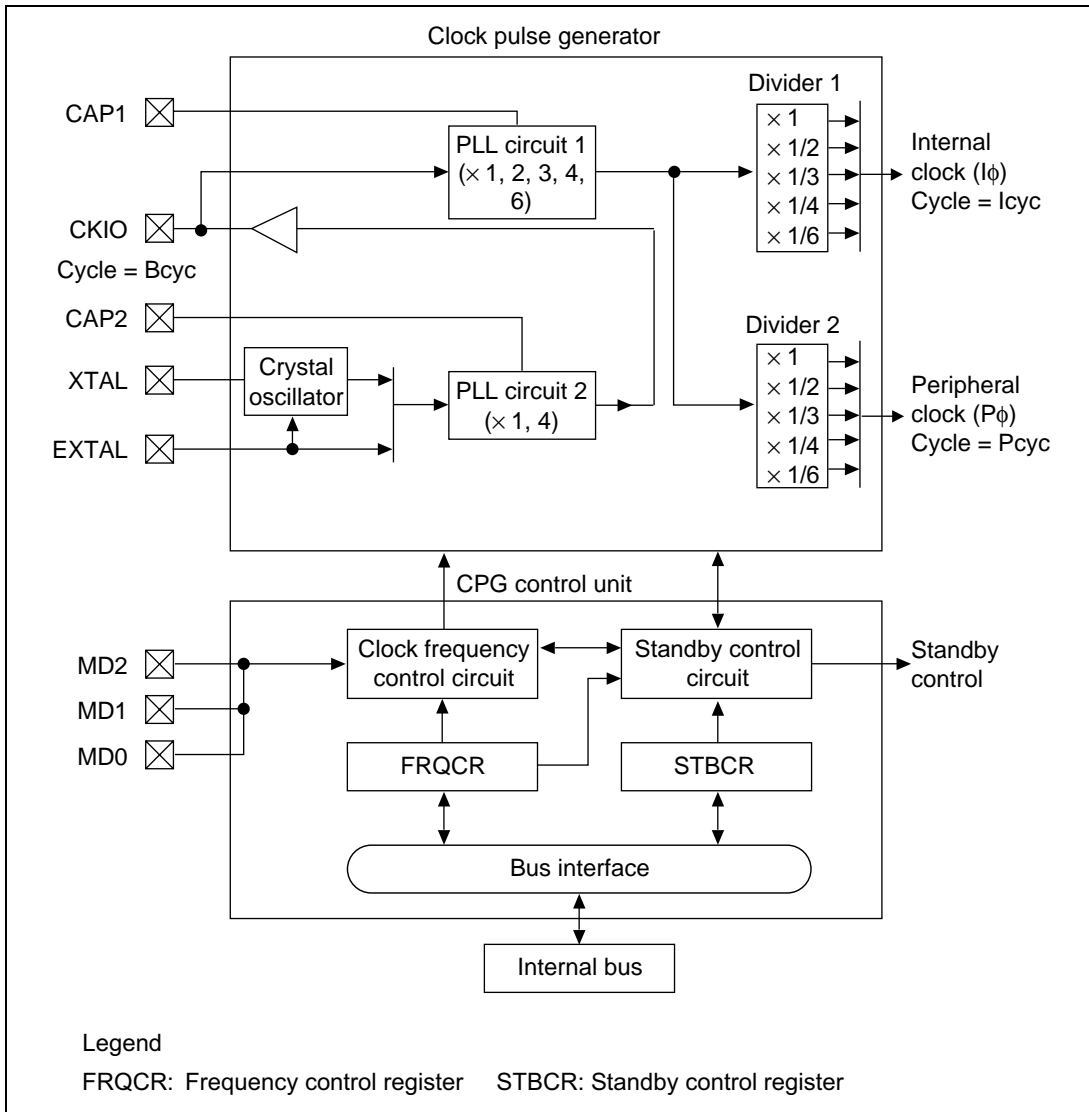 Clock pulse generator
CAP1
CKIO
Cycle = Bcyc
CAP2
XTAL
EXTAL
PLL circuit 1
(× 1, 2, 3, 4,
6)
Crystal
oscillator
PLL circuit 2
(× 1, 4)
Divider 1
× 1
× 1/2
× 1/3
× 1/4
× 1/6
Internal
clock (Iϕ)
Cycle = Icyc
Divider 2
× 1
× 1/2
× 1/3
× 1/4
× 1/6
Peripheral
clock (Pϕ)
Cycle = Pcyc
CPG control unit
MD2
MD1
MD0
Clock frequency
control circuit
Standby control
circuit
Standby
control
FRQCR
STBCR
Bus interface
Internal bus
Legend
FRQCR: Frequency control register STBCR: Standby control register